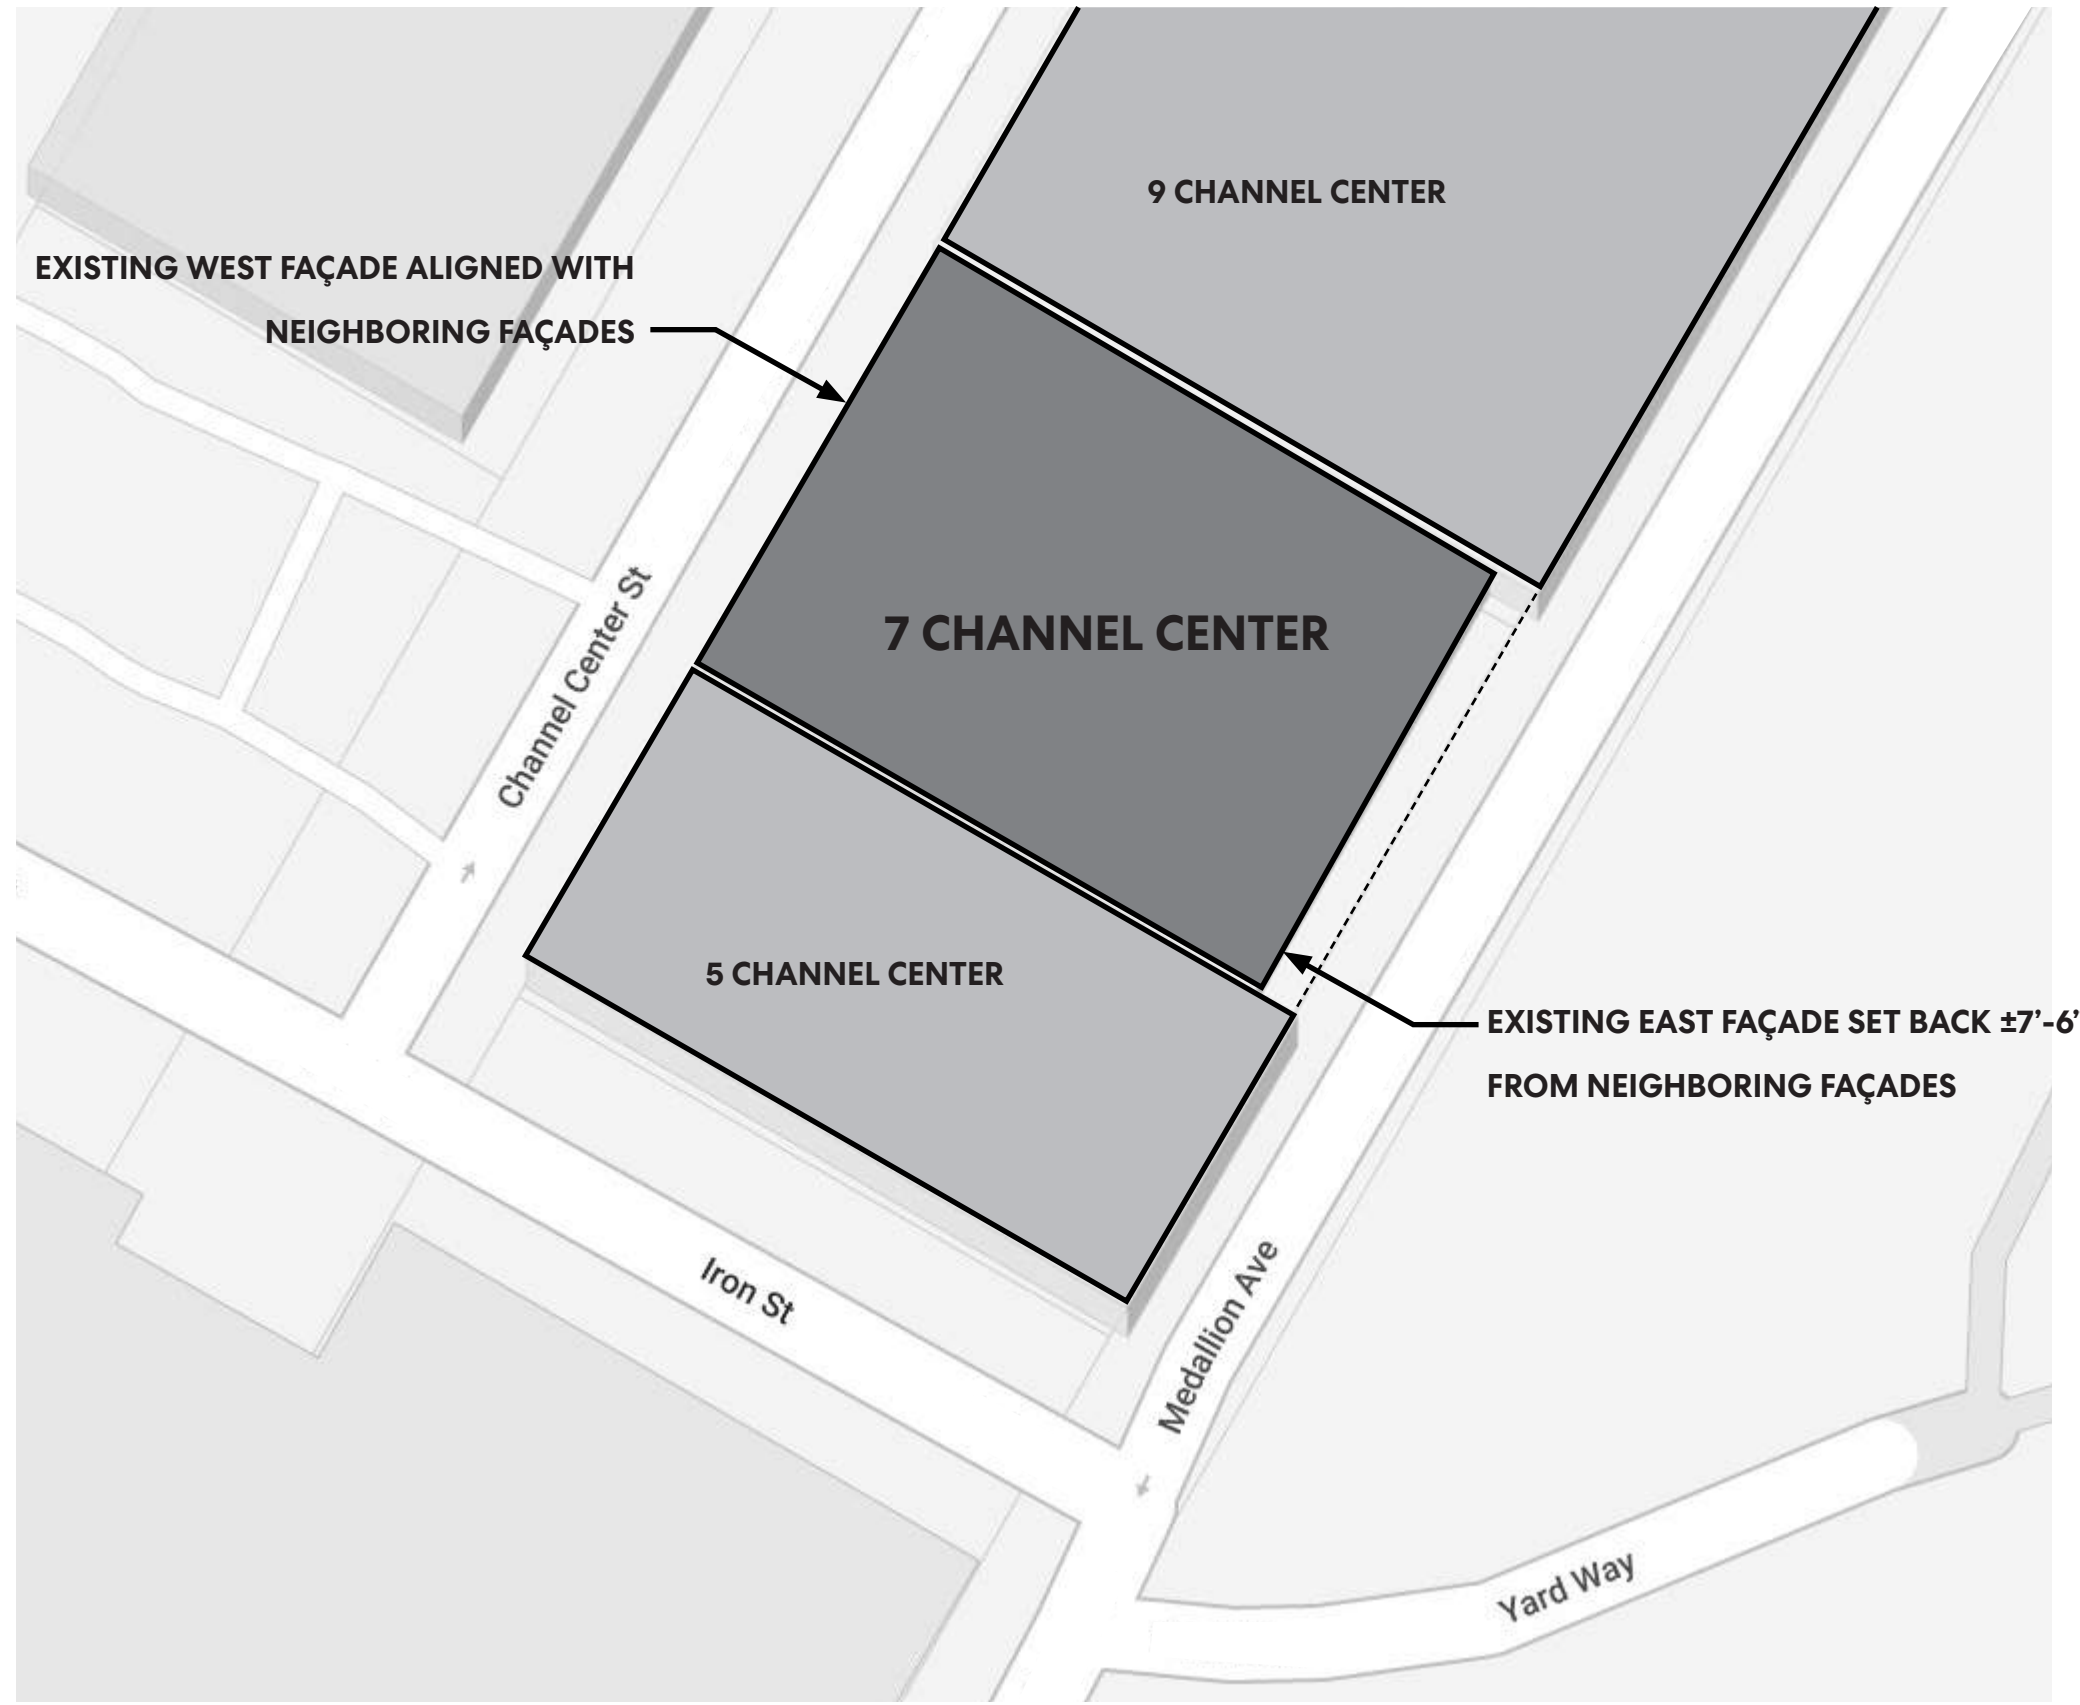 9 CHANNEL CENTER
EXISTING WEST FAÇADE ALIGNED WITH
NEIGHBORING FAÇADES
7 CHANNEL CENTER
Channel Center St
5 CHANNEL CENTER
EXISTING EAST FAÇADE SET BACK ±7’-6’
FROM NEIGHBORING FAÇADES
Iron St
Medallion Ave
Yard Way